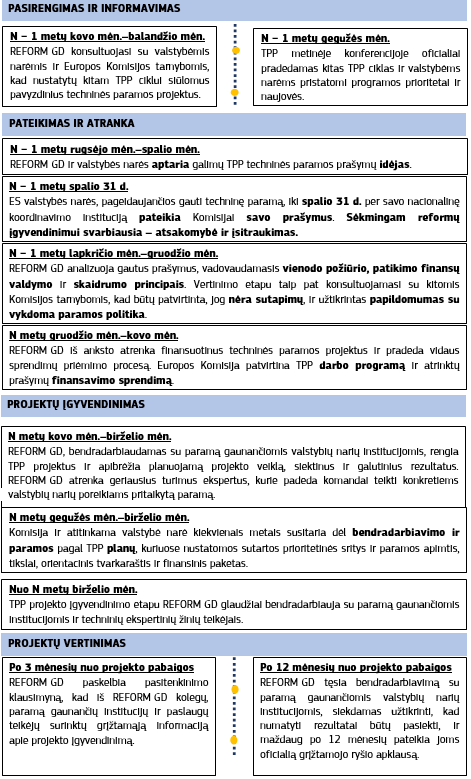 PASIRENGIMAS IR INFORMAVIMAS
N – 1 metų kovo mėn.–balandžio mėn.
REFORM GD konsultuojasi su valstybėmis
narėmis ir Europos Komisijos tarnybomis,
kad nustatytų kitam TPP ciklui siūlomus
pavyzdinius techninės paramos projektus.
N – 1 metų gegužės mėn.
TPP metinėje konferencijoje oficialiai
pradedamas kitas TPP ciklas ir valstybėms
narėms pristatomi programos prioritetai ir
naujovės.
PATEIKIMAS IR ATRANKA
N – 1 metų rugsėjo mėn.–spalio mėn.
REFORM GD ir valstybės narės aptaria galimų TPP techninės paramos prašymų idėjas.
N – 1 metų spalio 31 d.
ES valstybės narės, pageidaujančios gauti techninę paramą, iki spalio 31 d. per savo nacionalinę
koordinavimo instituciją pateikia Komisijai savo prašymus. Sėkmingam reformų
įgyvendinimui svarbiausia – atsakomybė ir įsitraukimas.
N – 1 metų lapkričio mėn.–gruodžio mėn.
REFORM GD analizuoja gautus prašymus, vadovaudamasis vienodo požiūrio, patikimo finansų
valdymo ir skaidrumo principais. Vertinimo etapu taip pat konsultuojamasi su kitomis
Komisijos tarnybomis, kad būtų patvirtinta, jog nėra sutapimų, ir užtikrintas papildomumas su
vykdoma paramos politika.
N metų gruodžio mėn.–kovo mėn.
REFORM GD iš anksto atrenka finansuotinus techninės paramos projektus ir pradeda vidaus
sprendimų priėmimo procesą. Europos Komisija patvirtina TPP darbo programą ir atrinktų
prašymų finansavimo sprendimą.
PROJEKTŲ ĮGYVENDINIMAS
N metų kovo mėn.–birželio mėn.
REFORM GD, bendradarbiaudamas su paramą gaunančiomis valstybių narių institucijomis, rengia
TPP projektus ir apibrėžia planuojamą projekto veiklą, siektinus ir galutinius rezultatus.
REFORM GD atrenka geriausius turimus ekspertus, kurie padeda komandai teikti konkretiems
valstybių narių poreikiams pritaikytą paramą.
N metų gegužės mėn.–birželio mėn.
Komisija ir atitinkama valstybė narė kiekvienais metais susitaria dėl bendradarbiavimo ir
paramos pagal TPP planų, kuriuose nustatomos sutartos prioritetinės sritys ir paramos apimtis,
tikslai, orientacinis tvarkaraštis ir finansinis paketas.
Nuo N metų birželio mėn.
TPP projekto įgyvendinimo etapu REFORM GD glaudžiai bendradarbiauja su paramą gaunančiomis
institucijomis ir techninių ekspertinių žinių teikėjais.
PROJEKTŲ VERTINIMAS
Po 3 mėnesių nuo projekto pabaigos
REFORM GD paskelbia pasitenkinimo
klausimyną, kad iš REFORM GD kolegų,
paramą gaunančių institucijų ir paslaugų
teikėjų surinktų grįžtamąją informaciją
apie projekto įgyvendinimą.
Po 12 mėnesių nuo projekto pabaigos
REFORM GD tęsia bendradarbiavimą su
paramą gaunančiomis valstybių narių
institucijomis, siekdamas užtikrinti, kad
numatyti rezultatai būtų pasiekti, ir
maždaug po 12 mėnesių pateikia joms
oficialią grįžtamojo ryšio apklausą.